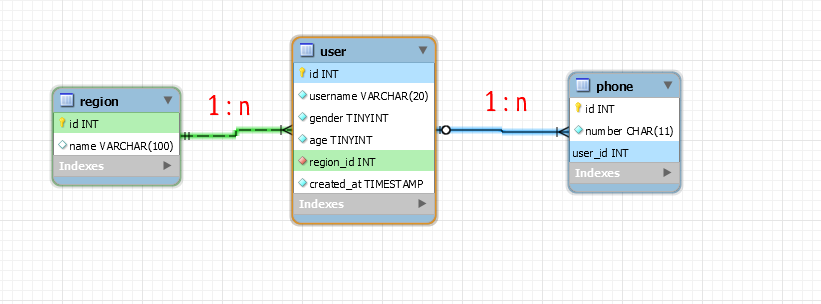 region
id INT
name VARCHAR(100)
Indexes
1 : n
user
id INT
username VARCHAR(20)
gender TINYINT
age TINYINT
region_id INT
created_at TIMESTAMP
Indexes
1 : n
phone
id INT
number CHAR(11)
user_id INT
Indexes